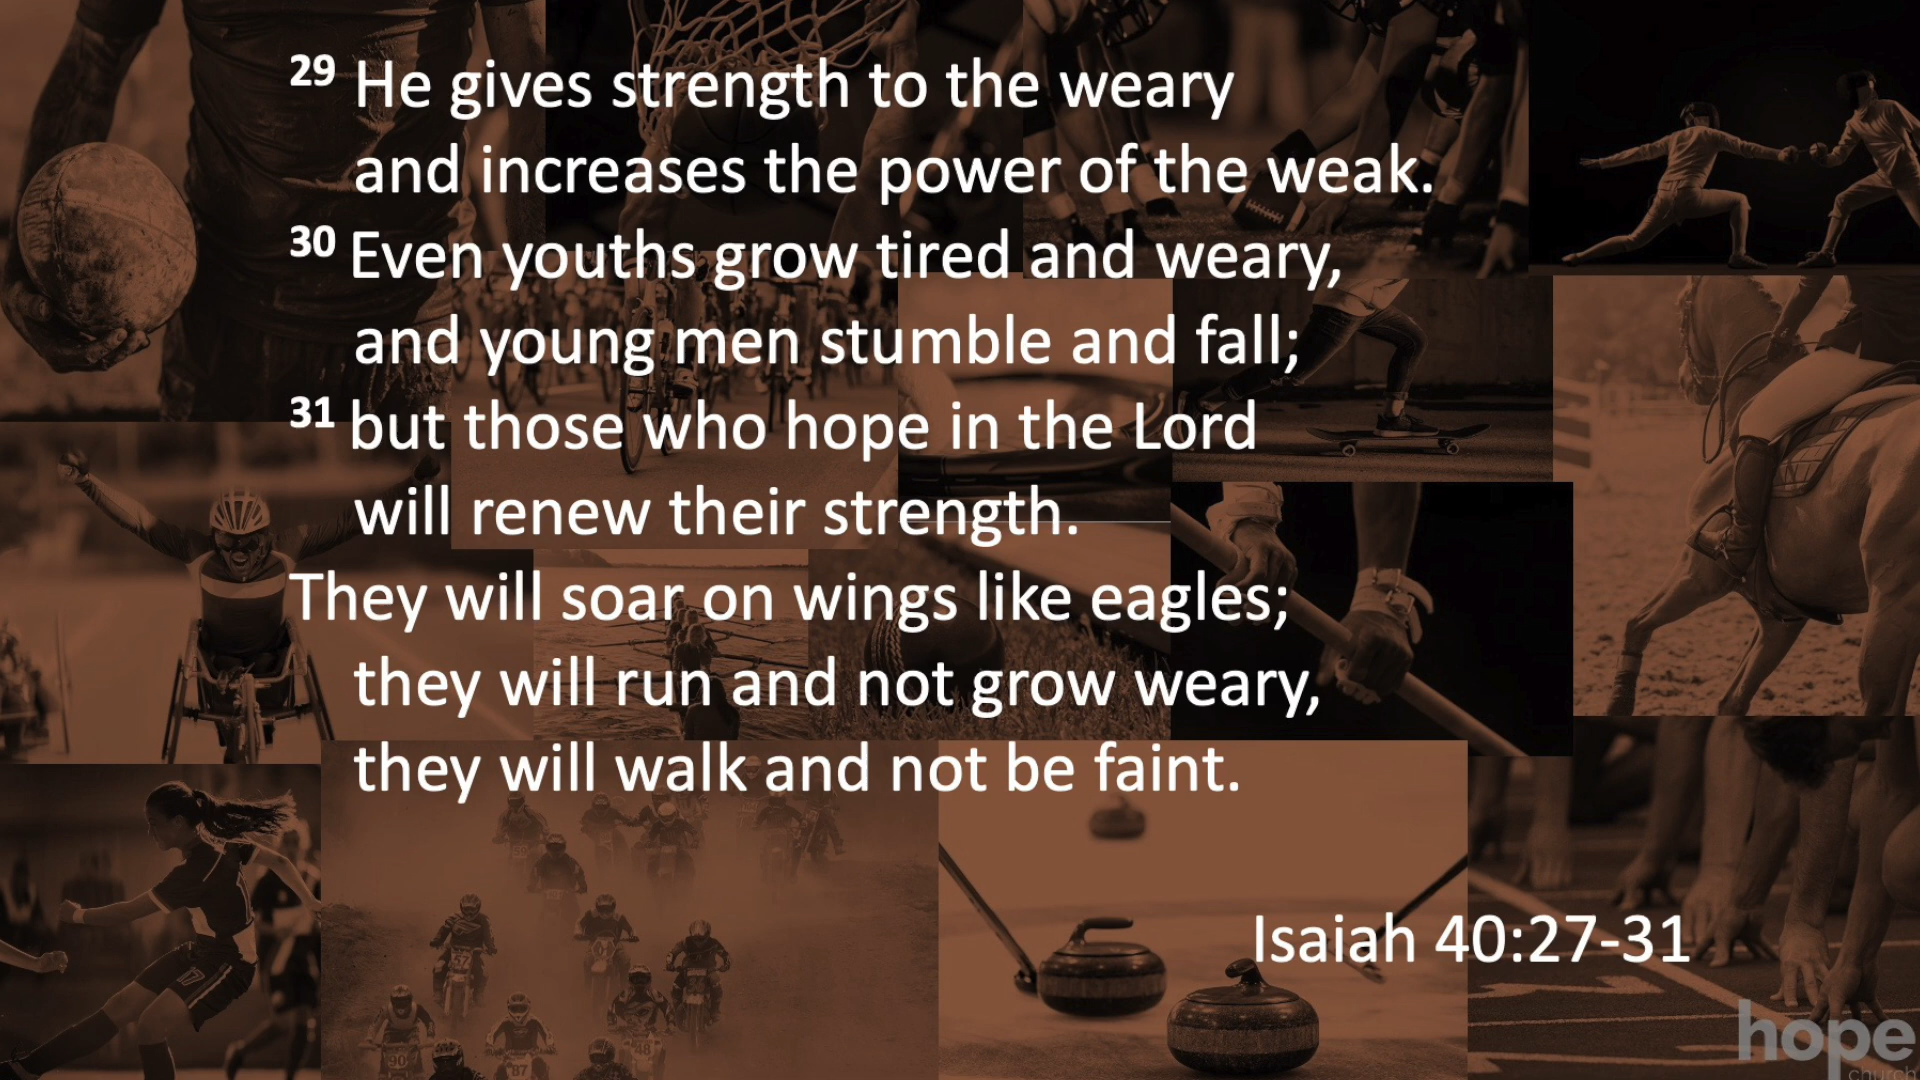 29 He gives strength to the weary
and increases the power of the weak.
30 Even youths grow tired and weary,
and young men stumble and fall;
31 but those who hope in the Lord
will renew their strength.
They will soar on wings like eagles;
they will run and not grow weary,
they will walk and not be faint.
Isaiah 40:27-31
hope
church